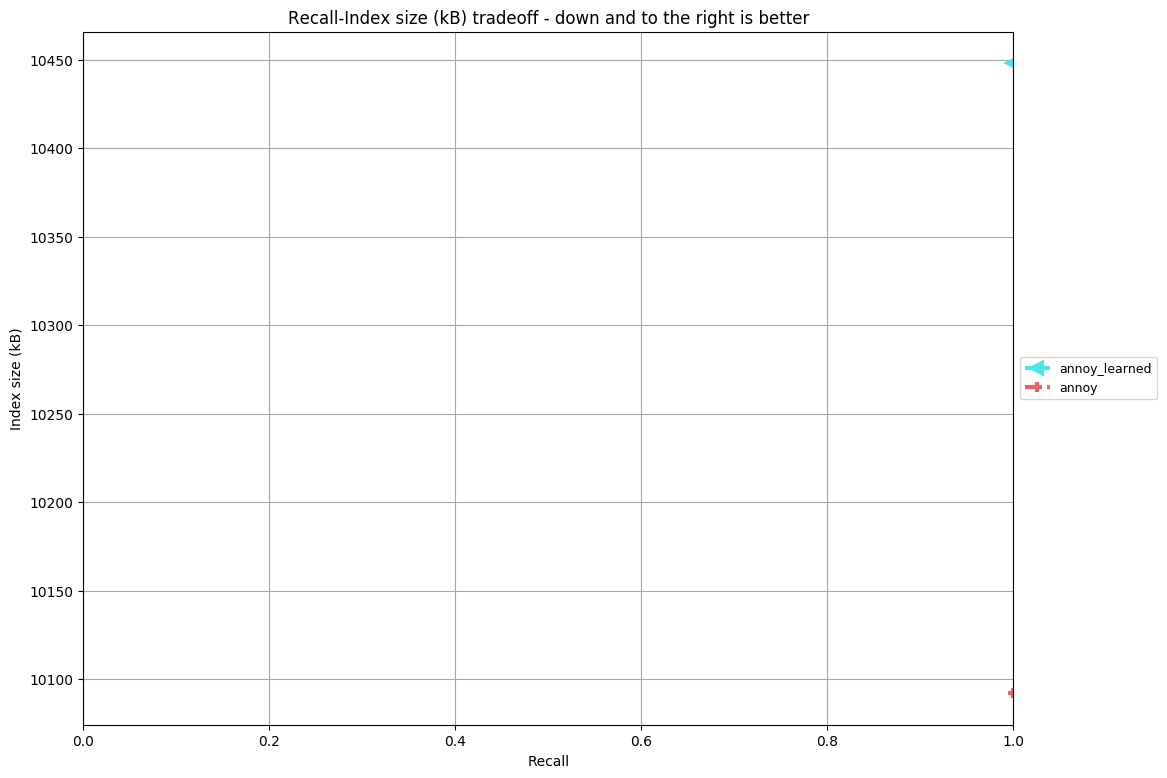 Recall-Index size (kB) tradeoff - down and to the right is better
10450
10400
10350
10300
10250
10200
10150
10100
Index size (kB)
0.0 0.2 0.4 0.6 0.8 1.0
Recall
annoy_learned
annoy